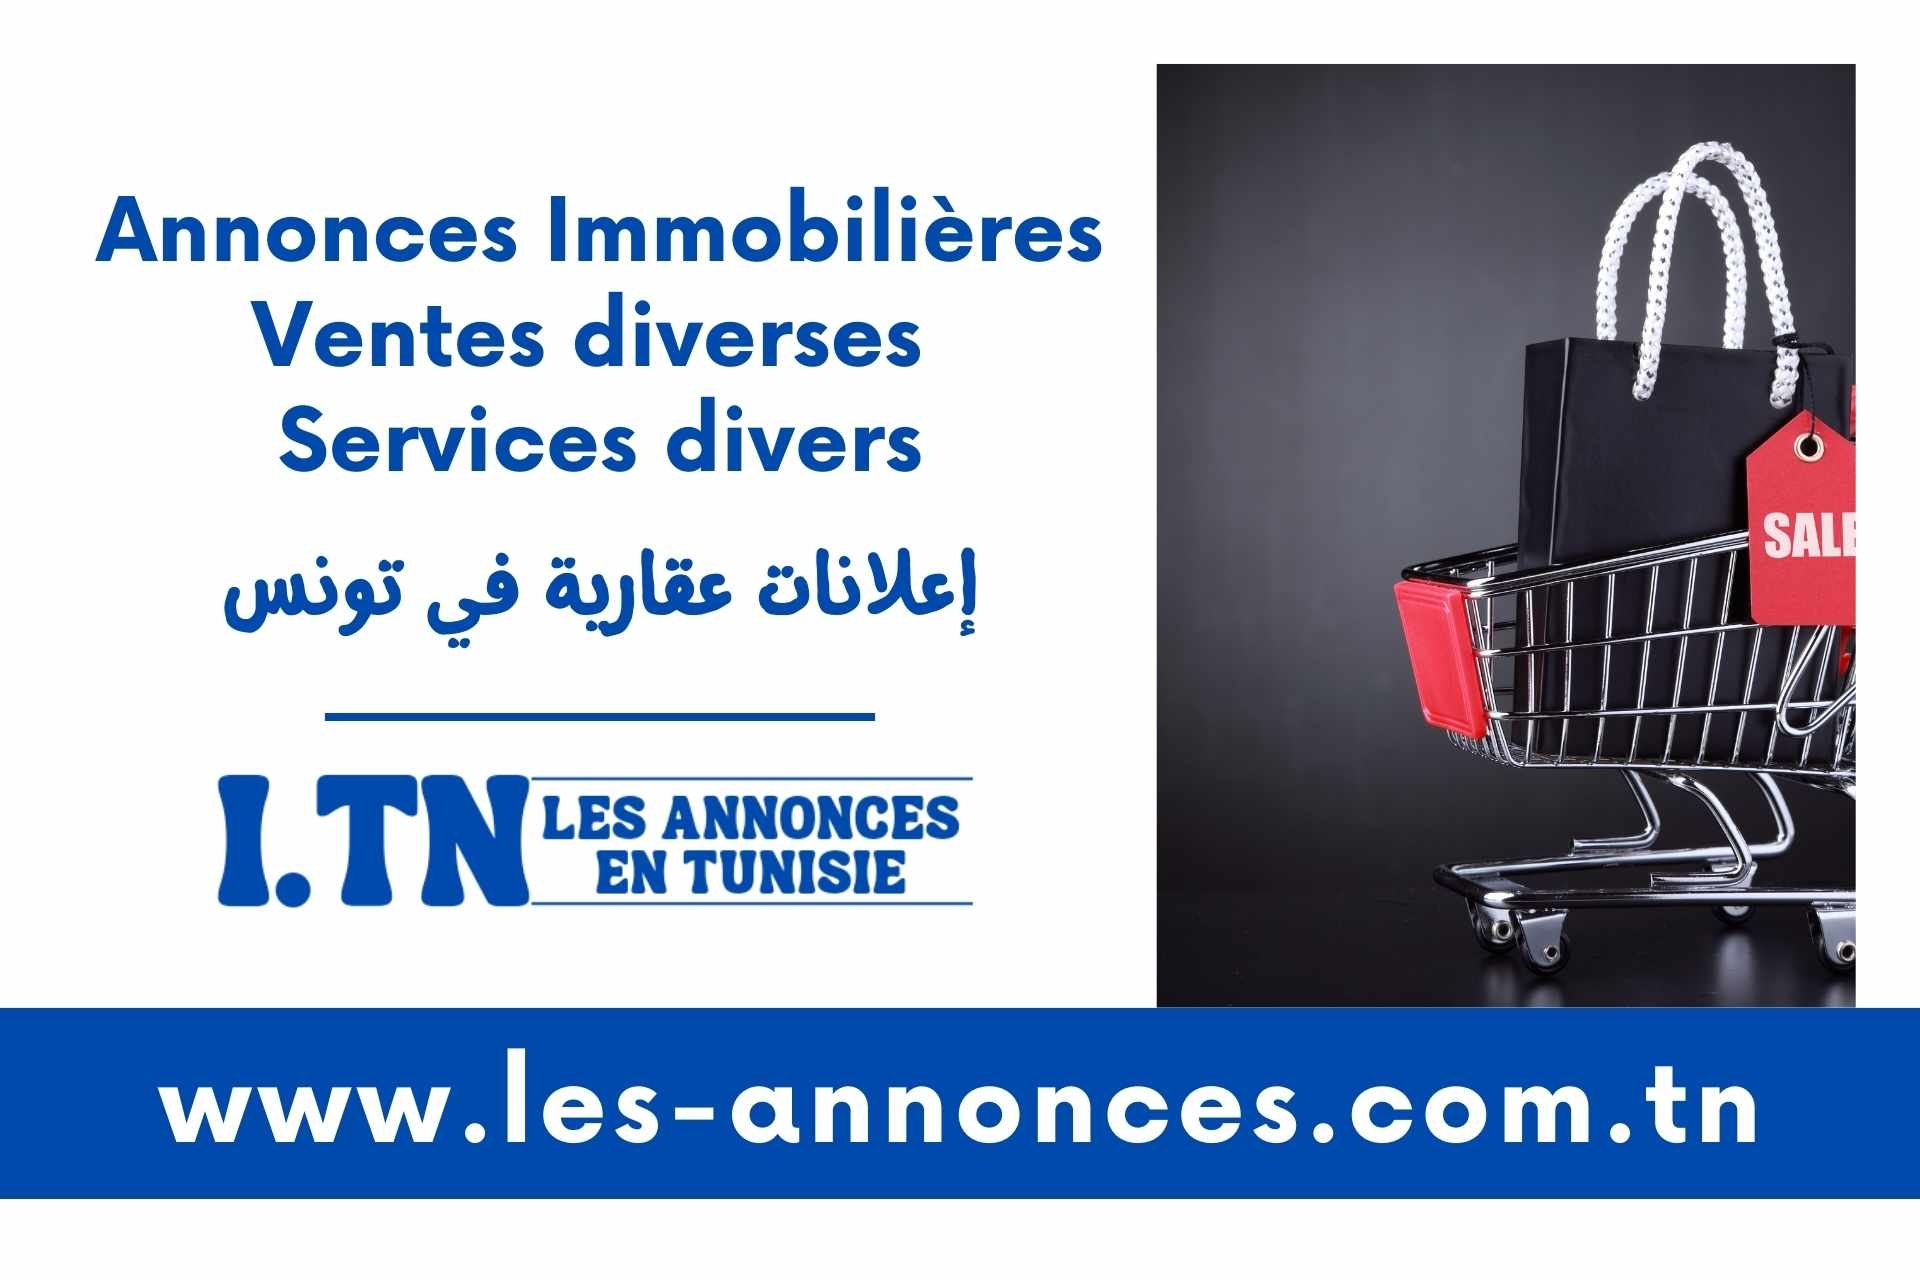 Annonces Immobilières
Ventes diverses
Services divers
إعلانات عقارية في تونس
I.TN
LES ANNONCES
EN TUNISIE
SALE
www.les-annonces.com.tn